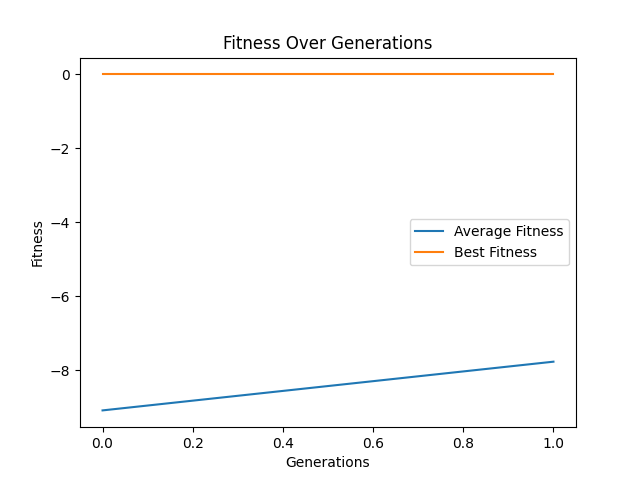 Fitness Over Generations
Fitness
0
−2
−4
−6
−8
Average Fitness
Best Fitness
0.0 0.2 0.4 0.6 0.8 1.0
Generations